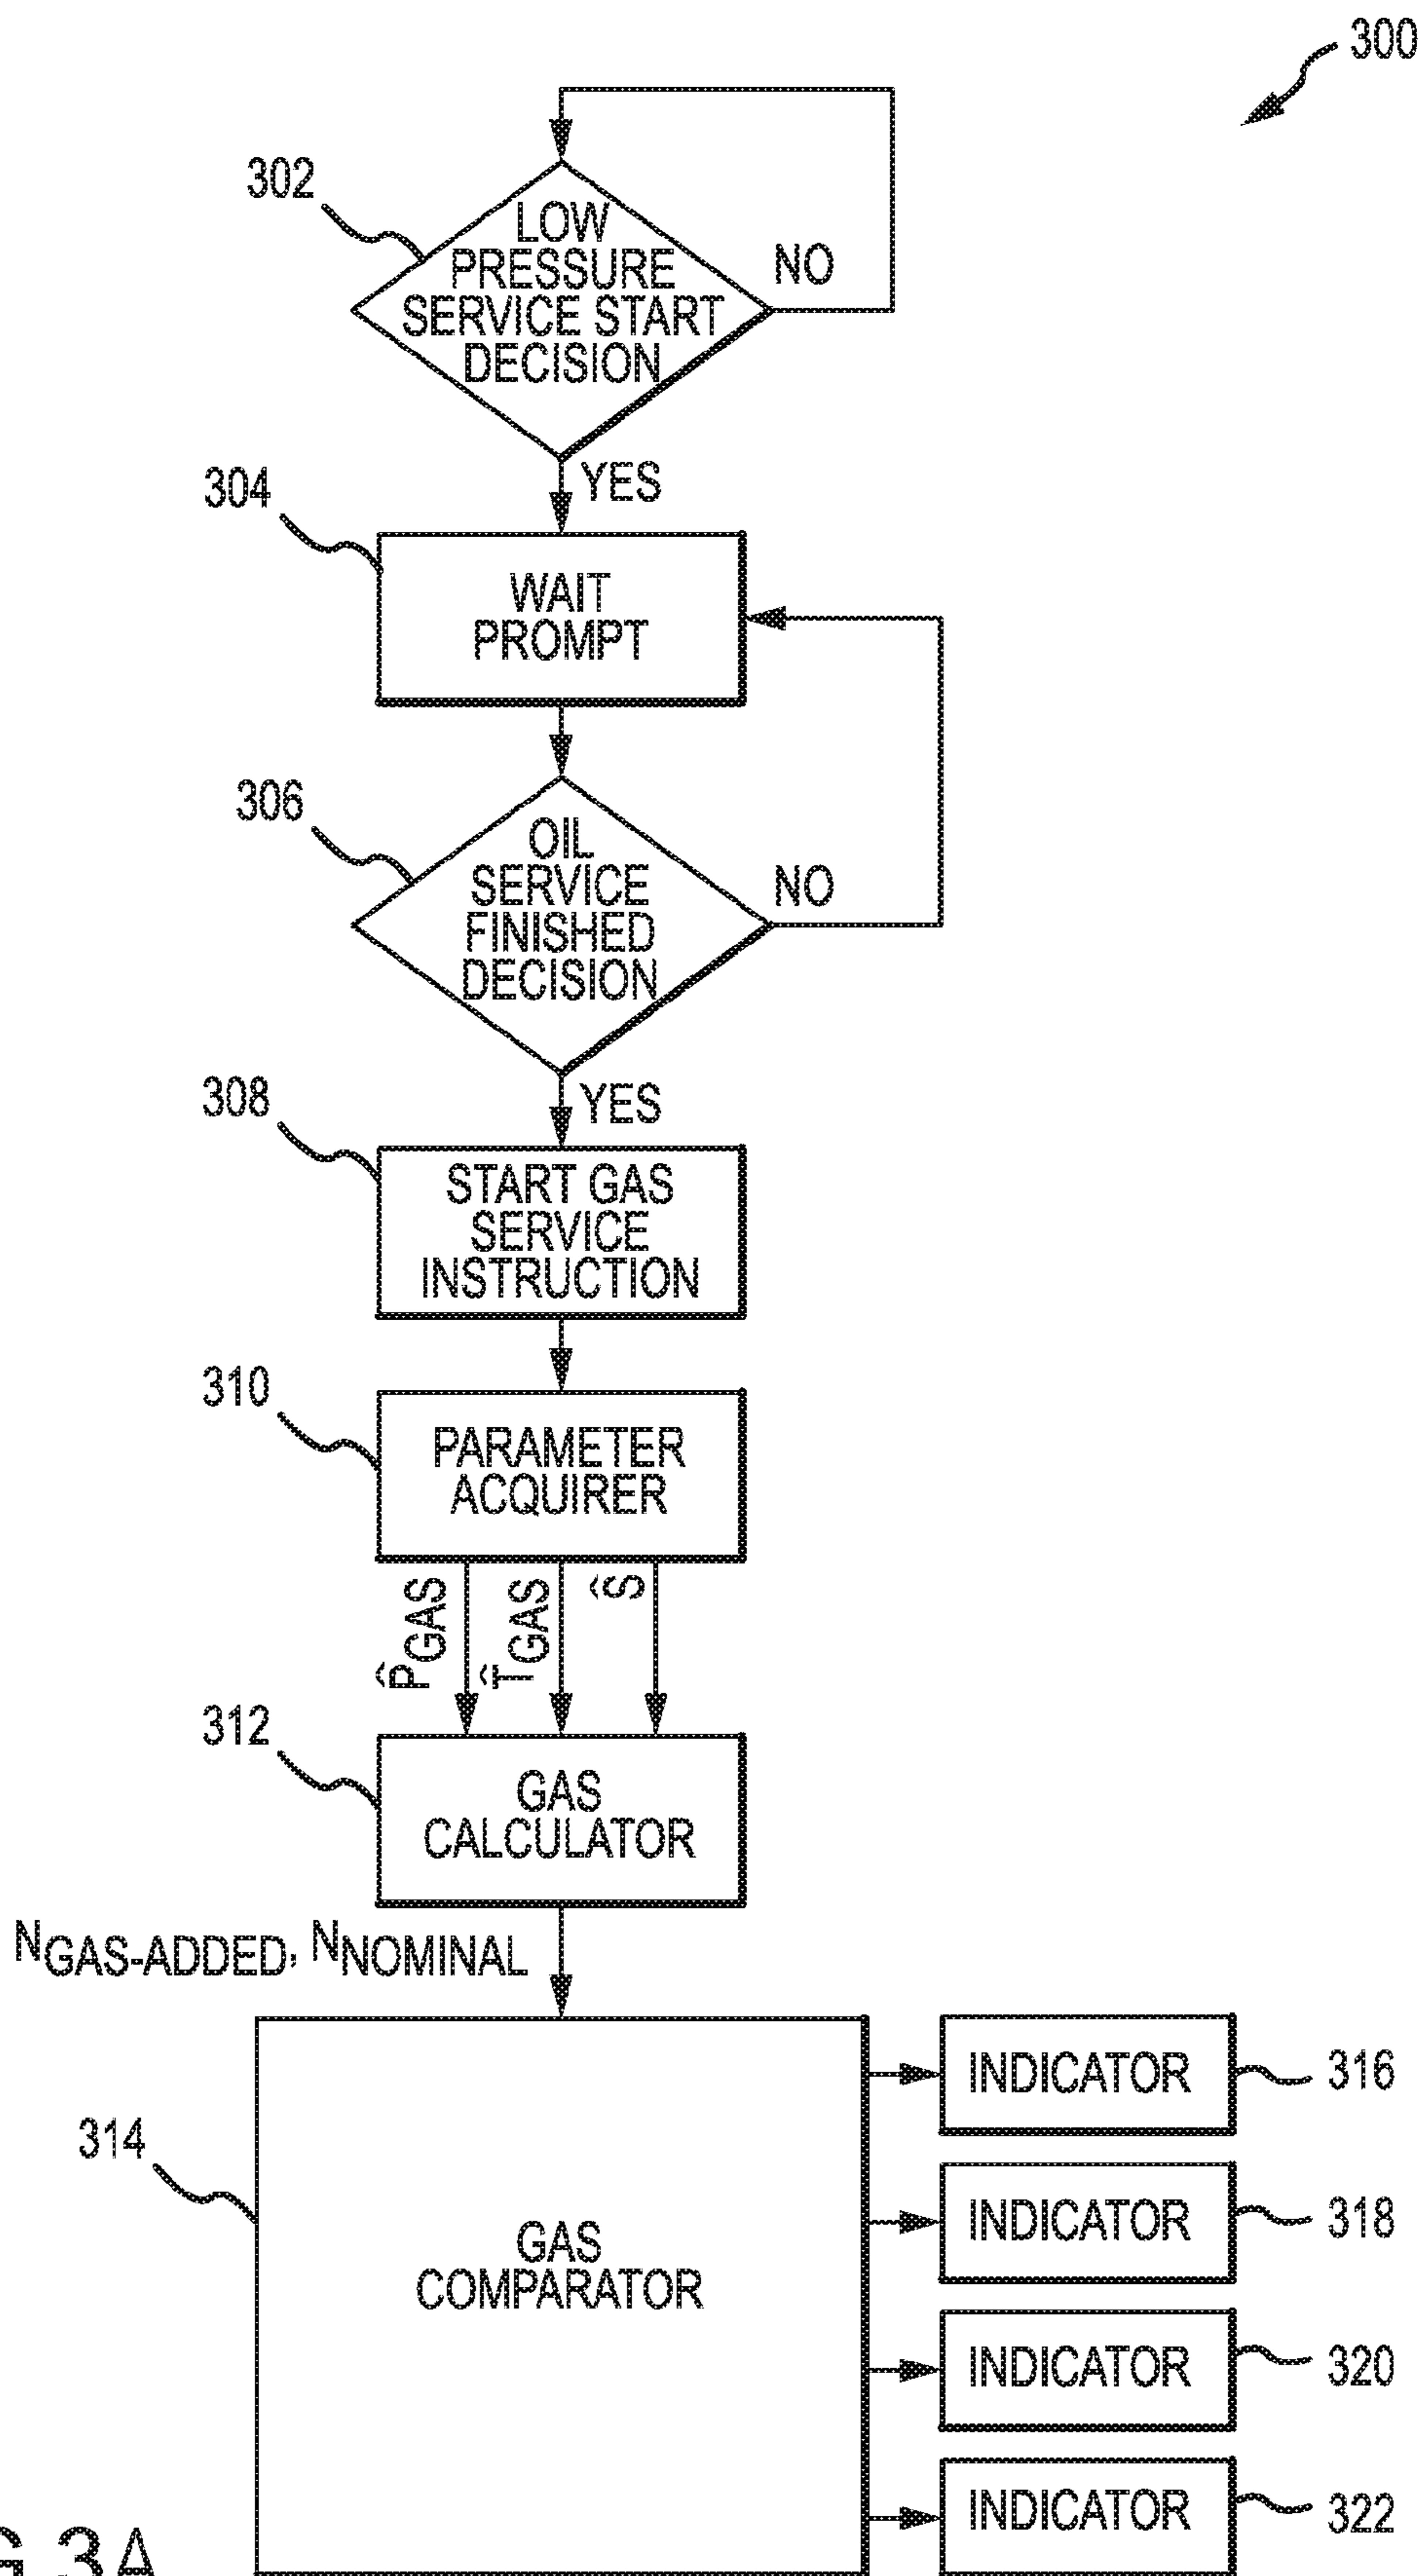 300
302
LOW
PRESSURE
SERVICE START
DECISION
NO
YES
304
WAIT
PROMPT
306
OIL
SERVICE
FINISHED
DECISION
NO
YES
308
START GAS
SERVICE
INSTRUCTION
310
PARAMETER
ACQUIRER
P̂GAS
T̂GAS
Ŝ
312
GAS
CALCULATOR
NGAS-ADDED, NNOMINAL
314
GAS
COMPARATOR
INDICATOR 316
INDICATOR 318
INDICATOR 320
INDICATOR 322
3A